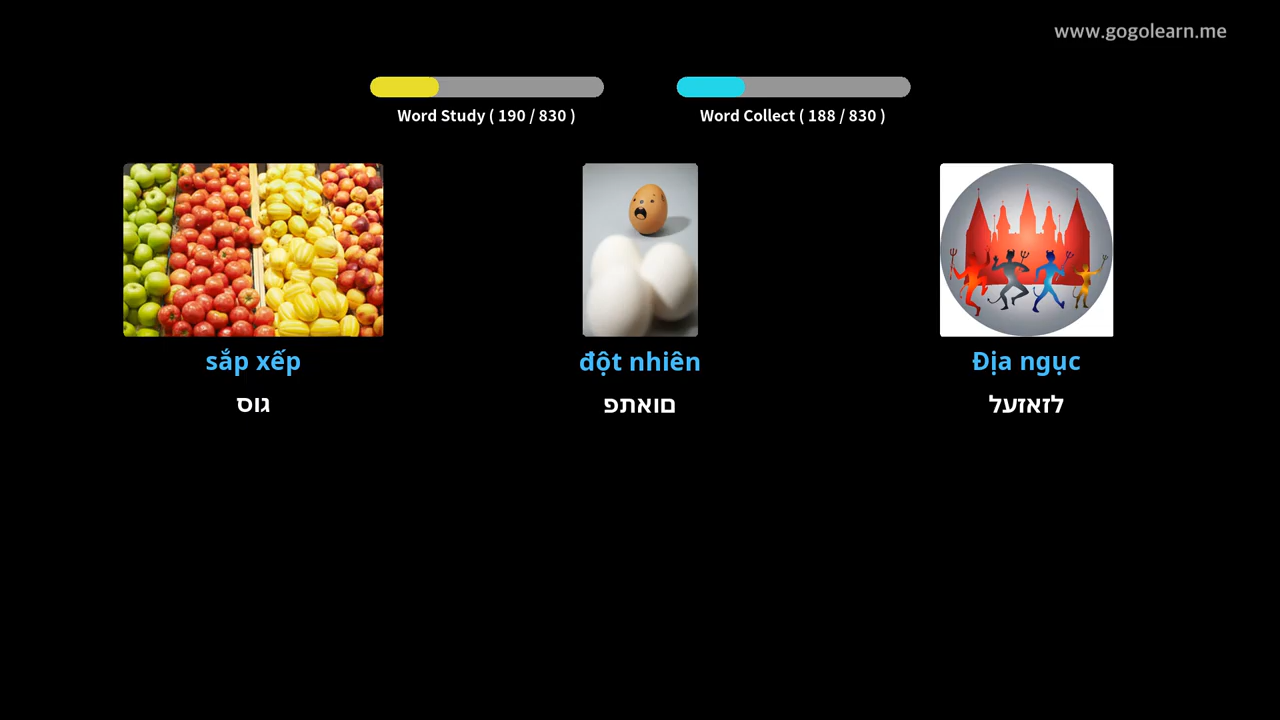 www.gogolearn.me
Word Study ( 190 / 830 )
Word Collect ( 188 / 830 )
sắp xếp
đột nhiên
Địa ngục
גוס
םואתפ
לזאזעל